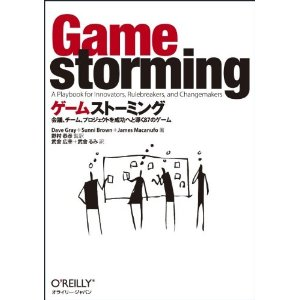 Game
storming
A Playbook for Innovators, Rulebreakers, and Changemakers
ゲームストーミング
会議、チーム、プロジェクトを成功へと導く87のゲーム
Dave Gray + Sunni Brown + James Macanufo 著
野村 恭彦 監訳
武舎 広幸・武舎 るみ 訳
O'REILLY®
オライリー・ジャパン